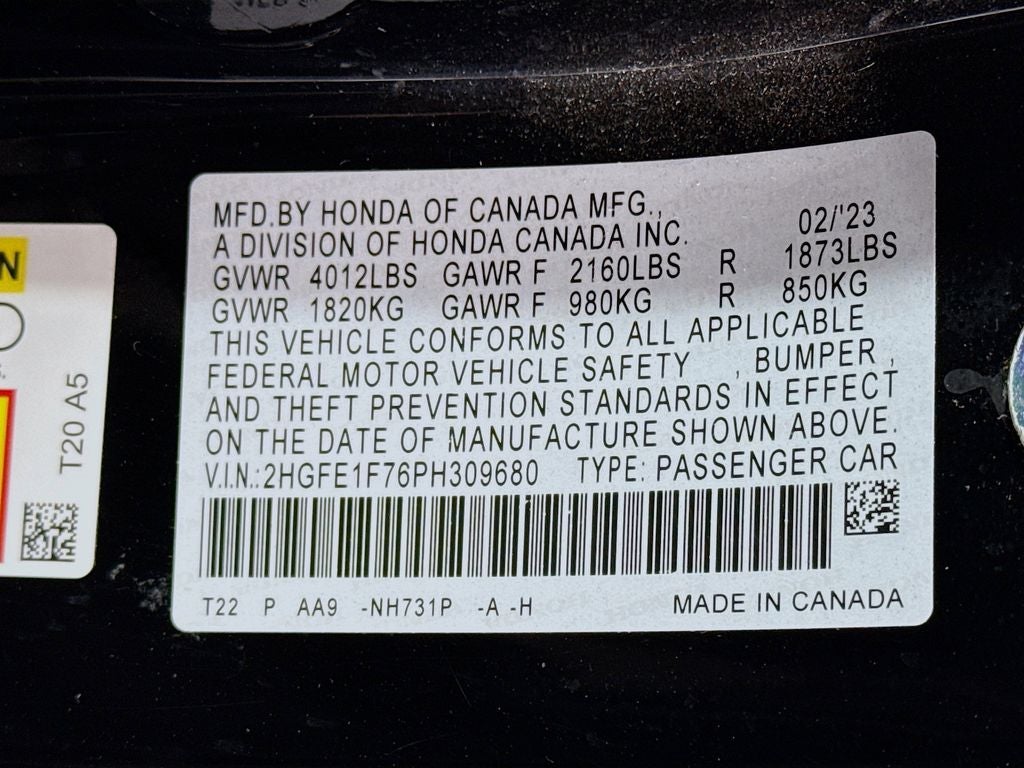 MFD.BY HONDA OF CANADA MFG.,
A DIVISION OF HONDA CANADA INC. 02/'23
GVWR 4012LBS GAWR F 2160LBS R 1873LBS
GVWR 1820KG GAWR F 980KG R 850KG
THIS VEHICLE CONFORMS TO ALL APPLICABLE
FEDERAL MOTOR VEHICLE SAFETY , BUMPER ,
AND THEFT PREVENTION STANDARDS IN EFFECT
ON THE DATE OF MANUFACTURE SHOWN ABOVE.
V.I.N.:2HGFE1F76PH309680 TYPE: PASSENGER CAR
T22 P AA9 -NH731P -A -H MADE IN CANADA
T20 A5